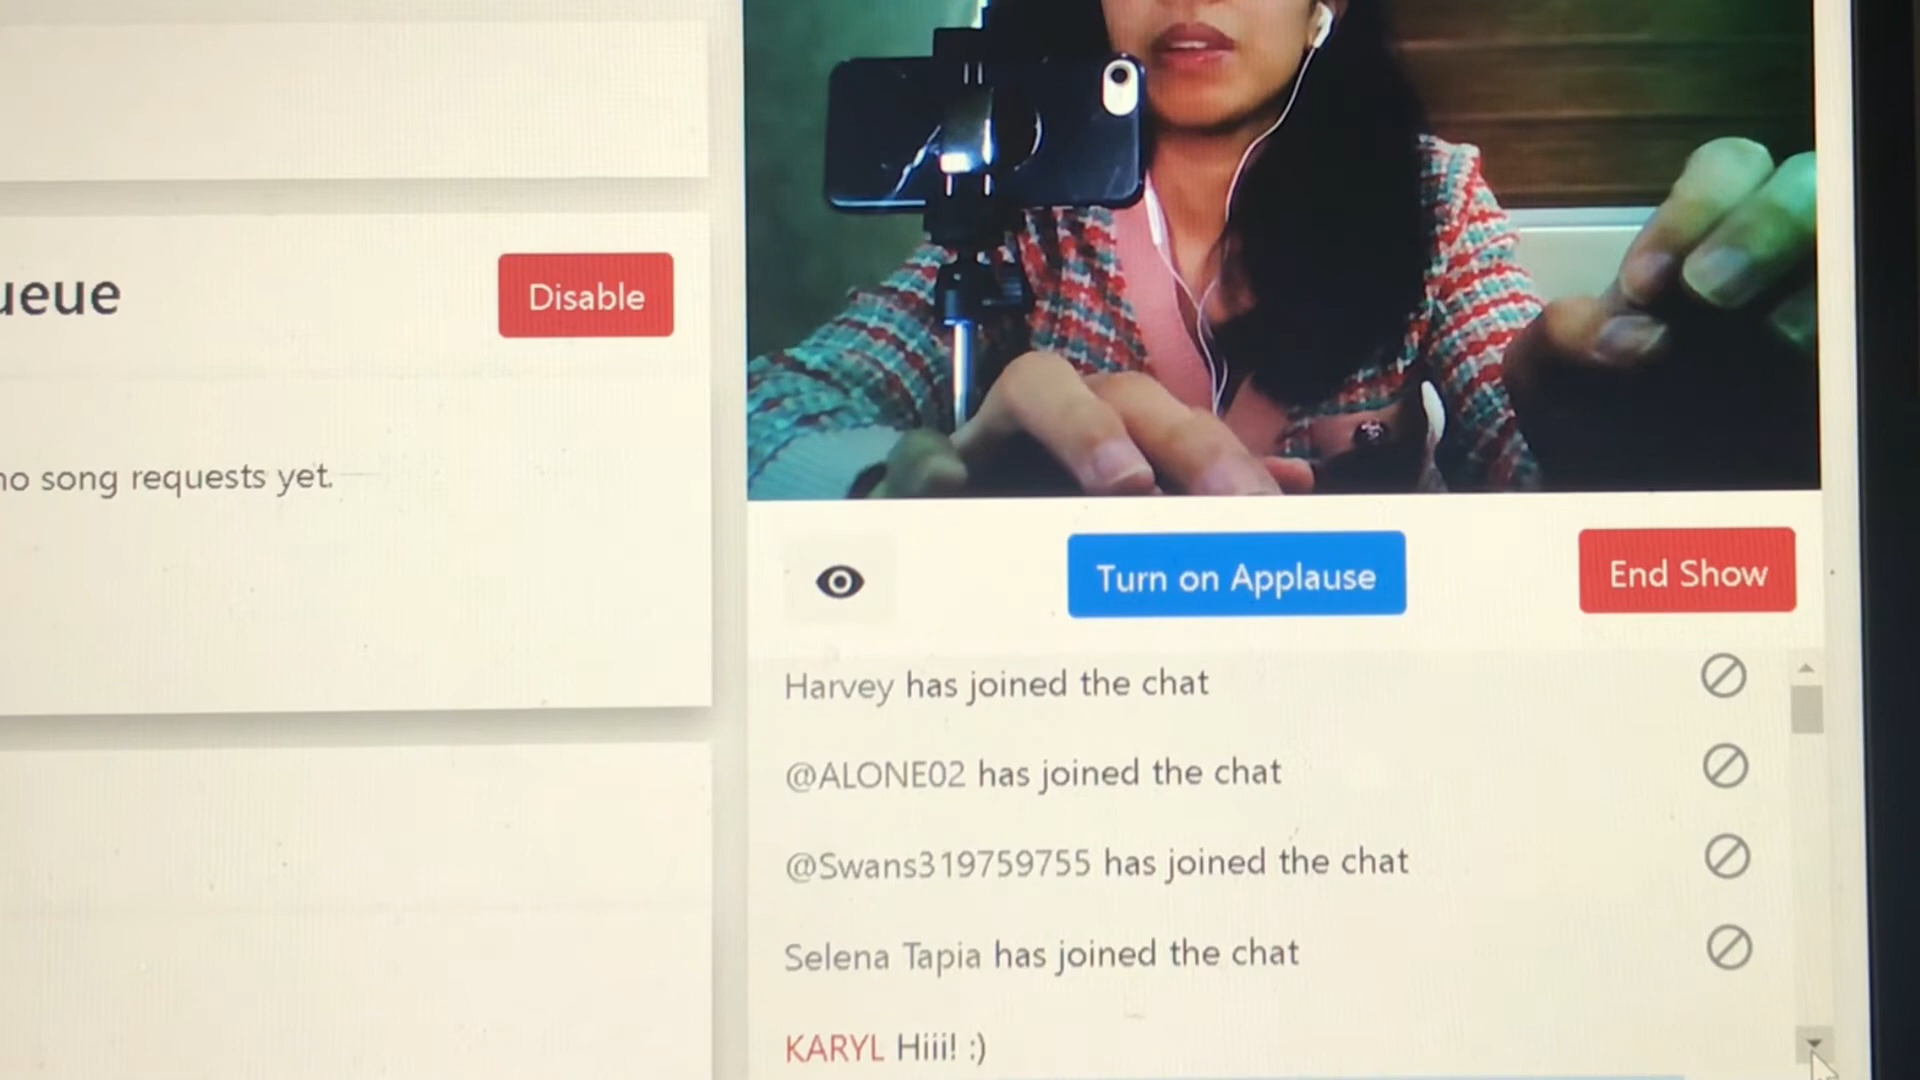 ueue
Disable
no song requests yet.
Turn on Applause
End Show
Harvey has joined the chat
@ALONE02 has joined the chat
@Swans319759755 has joined the chat
Selena Tapia has joined the chat
KARYL Hiii! :)